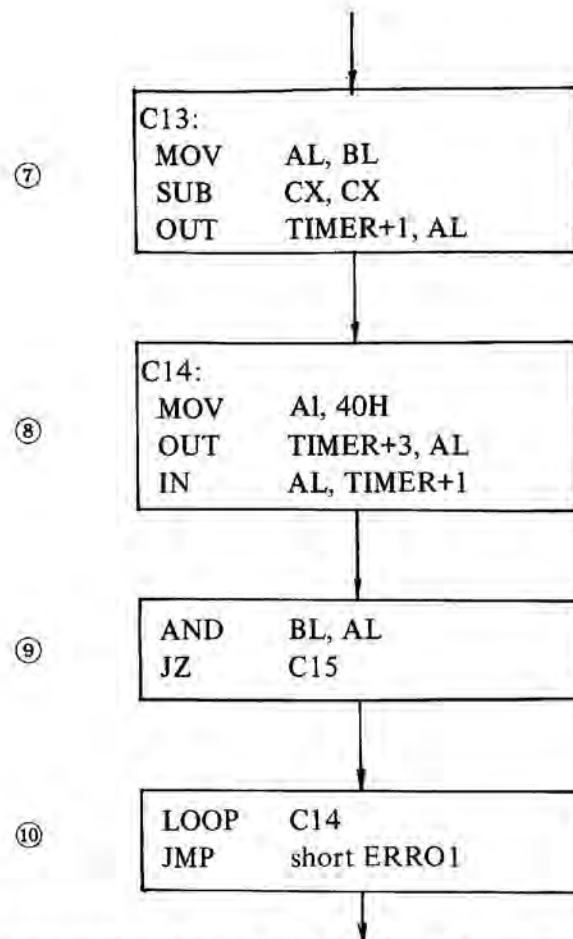 C13:
⑦ MOV AL, BL
SUB CX, CX
OUT TIMER+1, AL
C14:
MOV Al, 40H
⑧ OUT TIMER+3, AL
IN AL, TIMER+1
⑨ AND BL, AL
JZ C15
⑩ LOOP C14
JMP short ERRO1